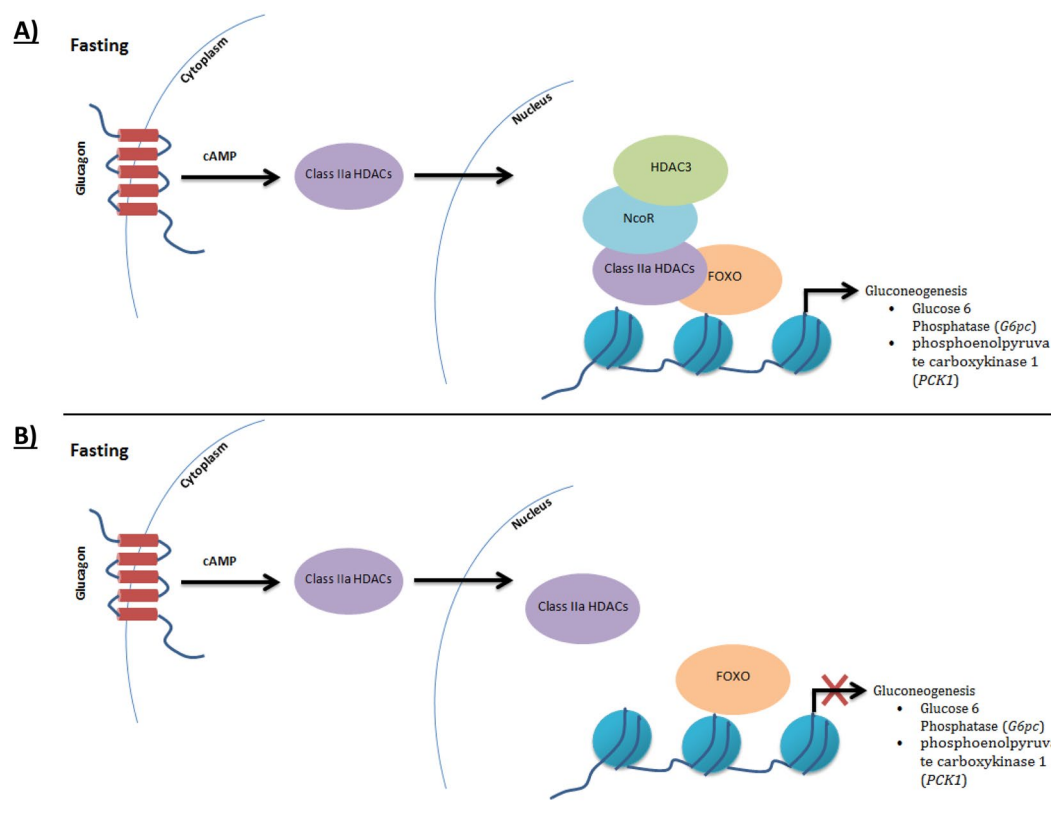 A)
Fasting
Cytoplasm
Glucagon
cAMP
Class IIa HDACs
Nucleus
HDAC3
NcoR
Class IIa HDACs
FOXO
Gluconeogenesis
• Glucose 6
Phosphatase (G6pc)
• phosphoenolpyruva
te carboxykinase 1
(PCK1)
B)
Fasting
Cytoplasm
Glucagon
cAMP
Class IIa HDACs
Nucleus
Class IIa HDACs
FOXO
Gluconeogenesis
• Glucose 6
Phosphatase (G6pc)
• phosphoenolpyruva
te carboxykinase 1
(PCK1)